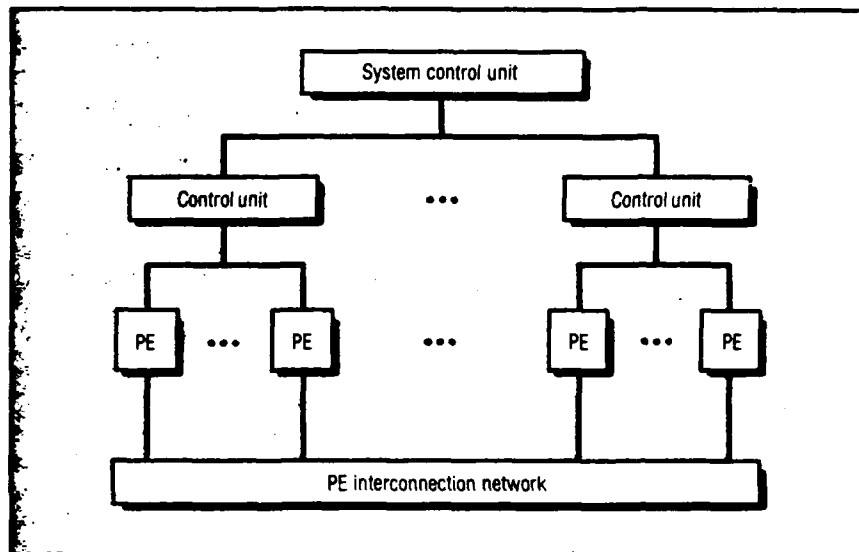 System control unit
Control unit ••• Control unit
PE ••• PE ••• PE ••• PE
PE interconnection network